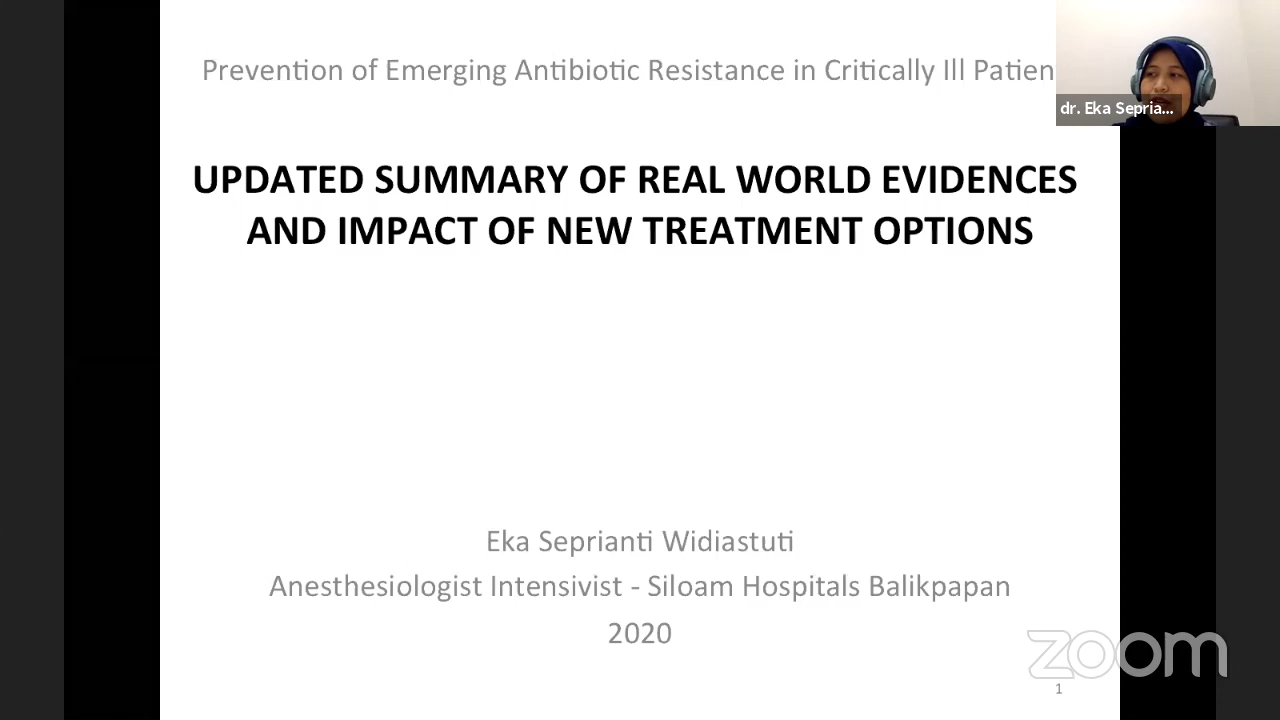 Prevention of Emerging Antibiotic Resistance in Critically Ill Patien
dr. Eka Sepria...
UPDATED SUMMARY OF REAL WORLD EVIDENCES
AND IMPACT OF NEW TREATMENT OPTIONS
Eka Seprianti Widiastuti
Anesthesiologist Intensivist - Siloam Hospitals Balikpapan
2020
zoom
1